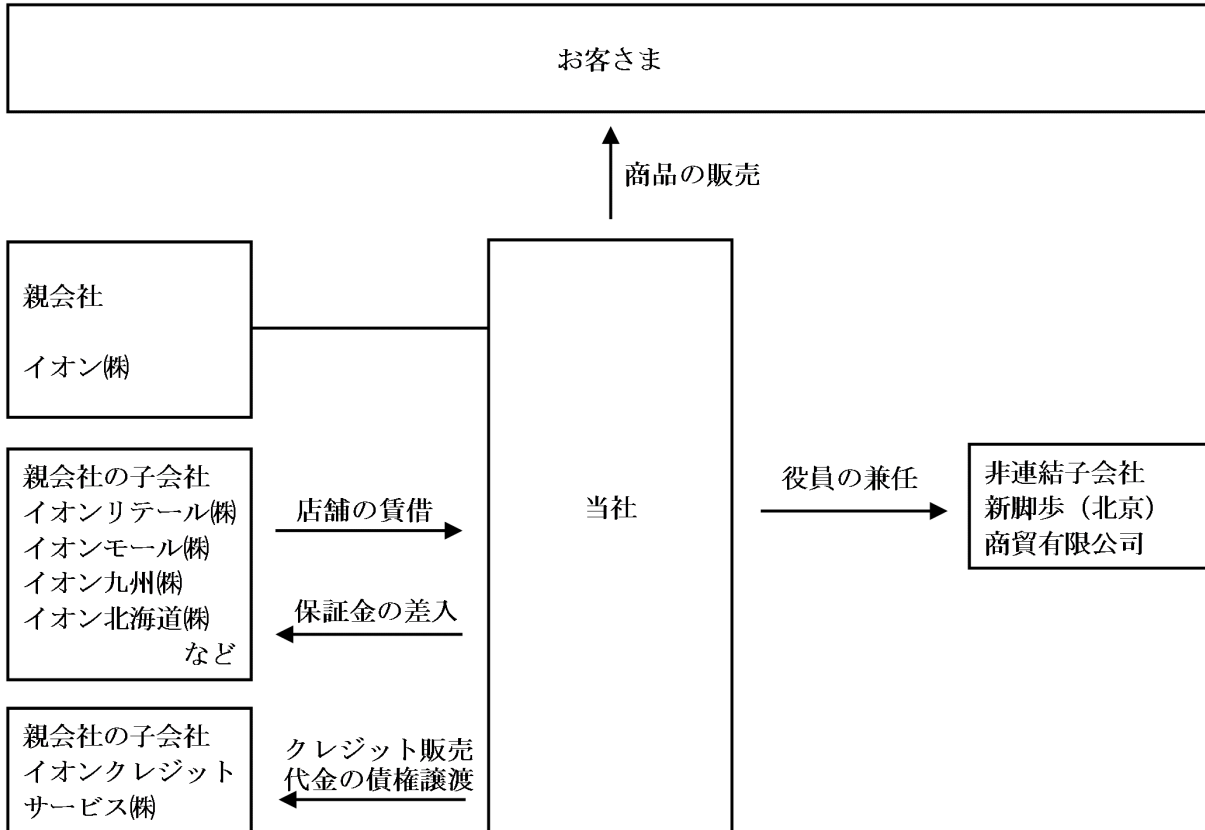 お客さま
商品の販売
親会社
イオン㈱
親会社の子会社
イオンリテール㈱
イオンモール㈱
イオン九州㈱
イオン北海道㈱
など
店舗の賃借
保証金の差入
当社
役員の兼任
非連結子会社
新脚歩（北京）
商貿有限公司
親会社の子会社
イオンクレジット
サービス㈱
クレジット販売
代金の債権譲渡